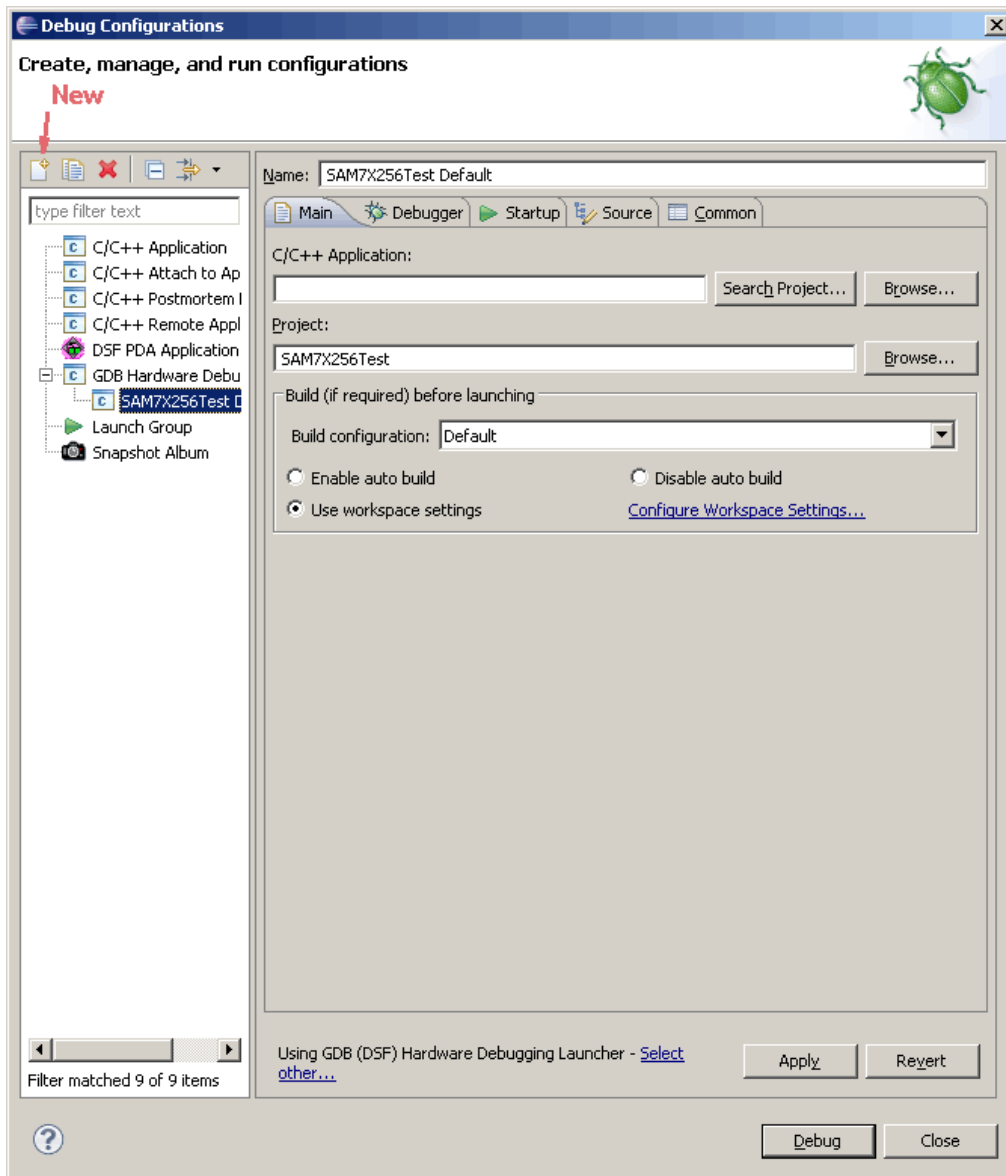 Debug Configurations
Create, manage, and run configurations
New
Name: SAM7X256Test Default
type filter text
C/C++ Application
C/C++ Attach to Ap
C/C++ Postmortem
C/C++ Remote Appl
DSF PDA Application
GDB Hardware Debu
SAM7X256Test D
Launch Group
Snapshot Album
Filter matched 9 of 9 items
Main Debugger Startup Source Common
C/C++ Application:
Search Project... Browse...
Project:
SAM7X256Test Browse...
Build (if required) before launching
Build configuration: Default
Enable auto build Disable auto build
Use workspace settings Configure Workspace Settings...
Using GDB (DSF) Hardware Debugging Launcher - Select
other...
Apply Revert
Debug Close